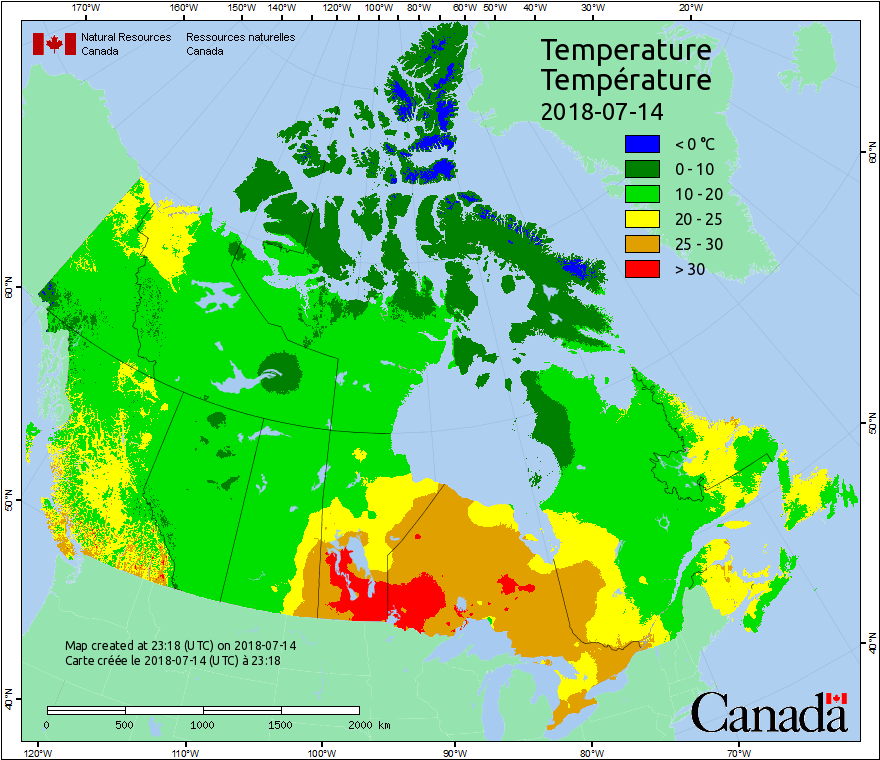 170°W 160°W 150°W 140°W 120°W 100°W 80°W 60°W 50°W 40°W 30°W 20°W
Natural Resources Canada
Ressources naturelles Canada
Temperature
Température
2018-07-14
< 0 °C
0 - 10
10 - 20
20 - 25
25 - 30
> 30
60°N
50°N
40°N
60°N
50°N
40°N
Map created at 23:18 (UTC) on 2018-07-14
Carte créée le 2018-07-14 (UTC) à 23:18
0 500 1000 1500 2000 km
Canada
120°W 110°W 100°W 90°W 80°W 70°W